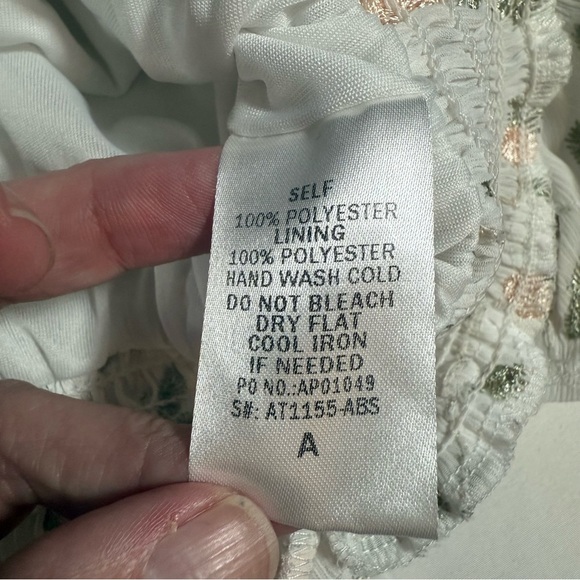 SELF
100% POLYESTER
LINING
100% POLYESTER
HAND WASH COLD
DO NOT BLEACH
DRY FLAT
COOL IRON
IF NEEDED
PO NO.:AP01049
S#: AT1155-ABS
A